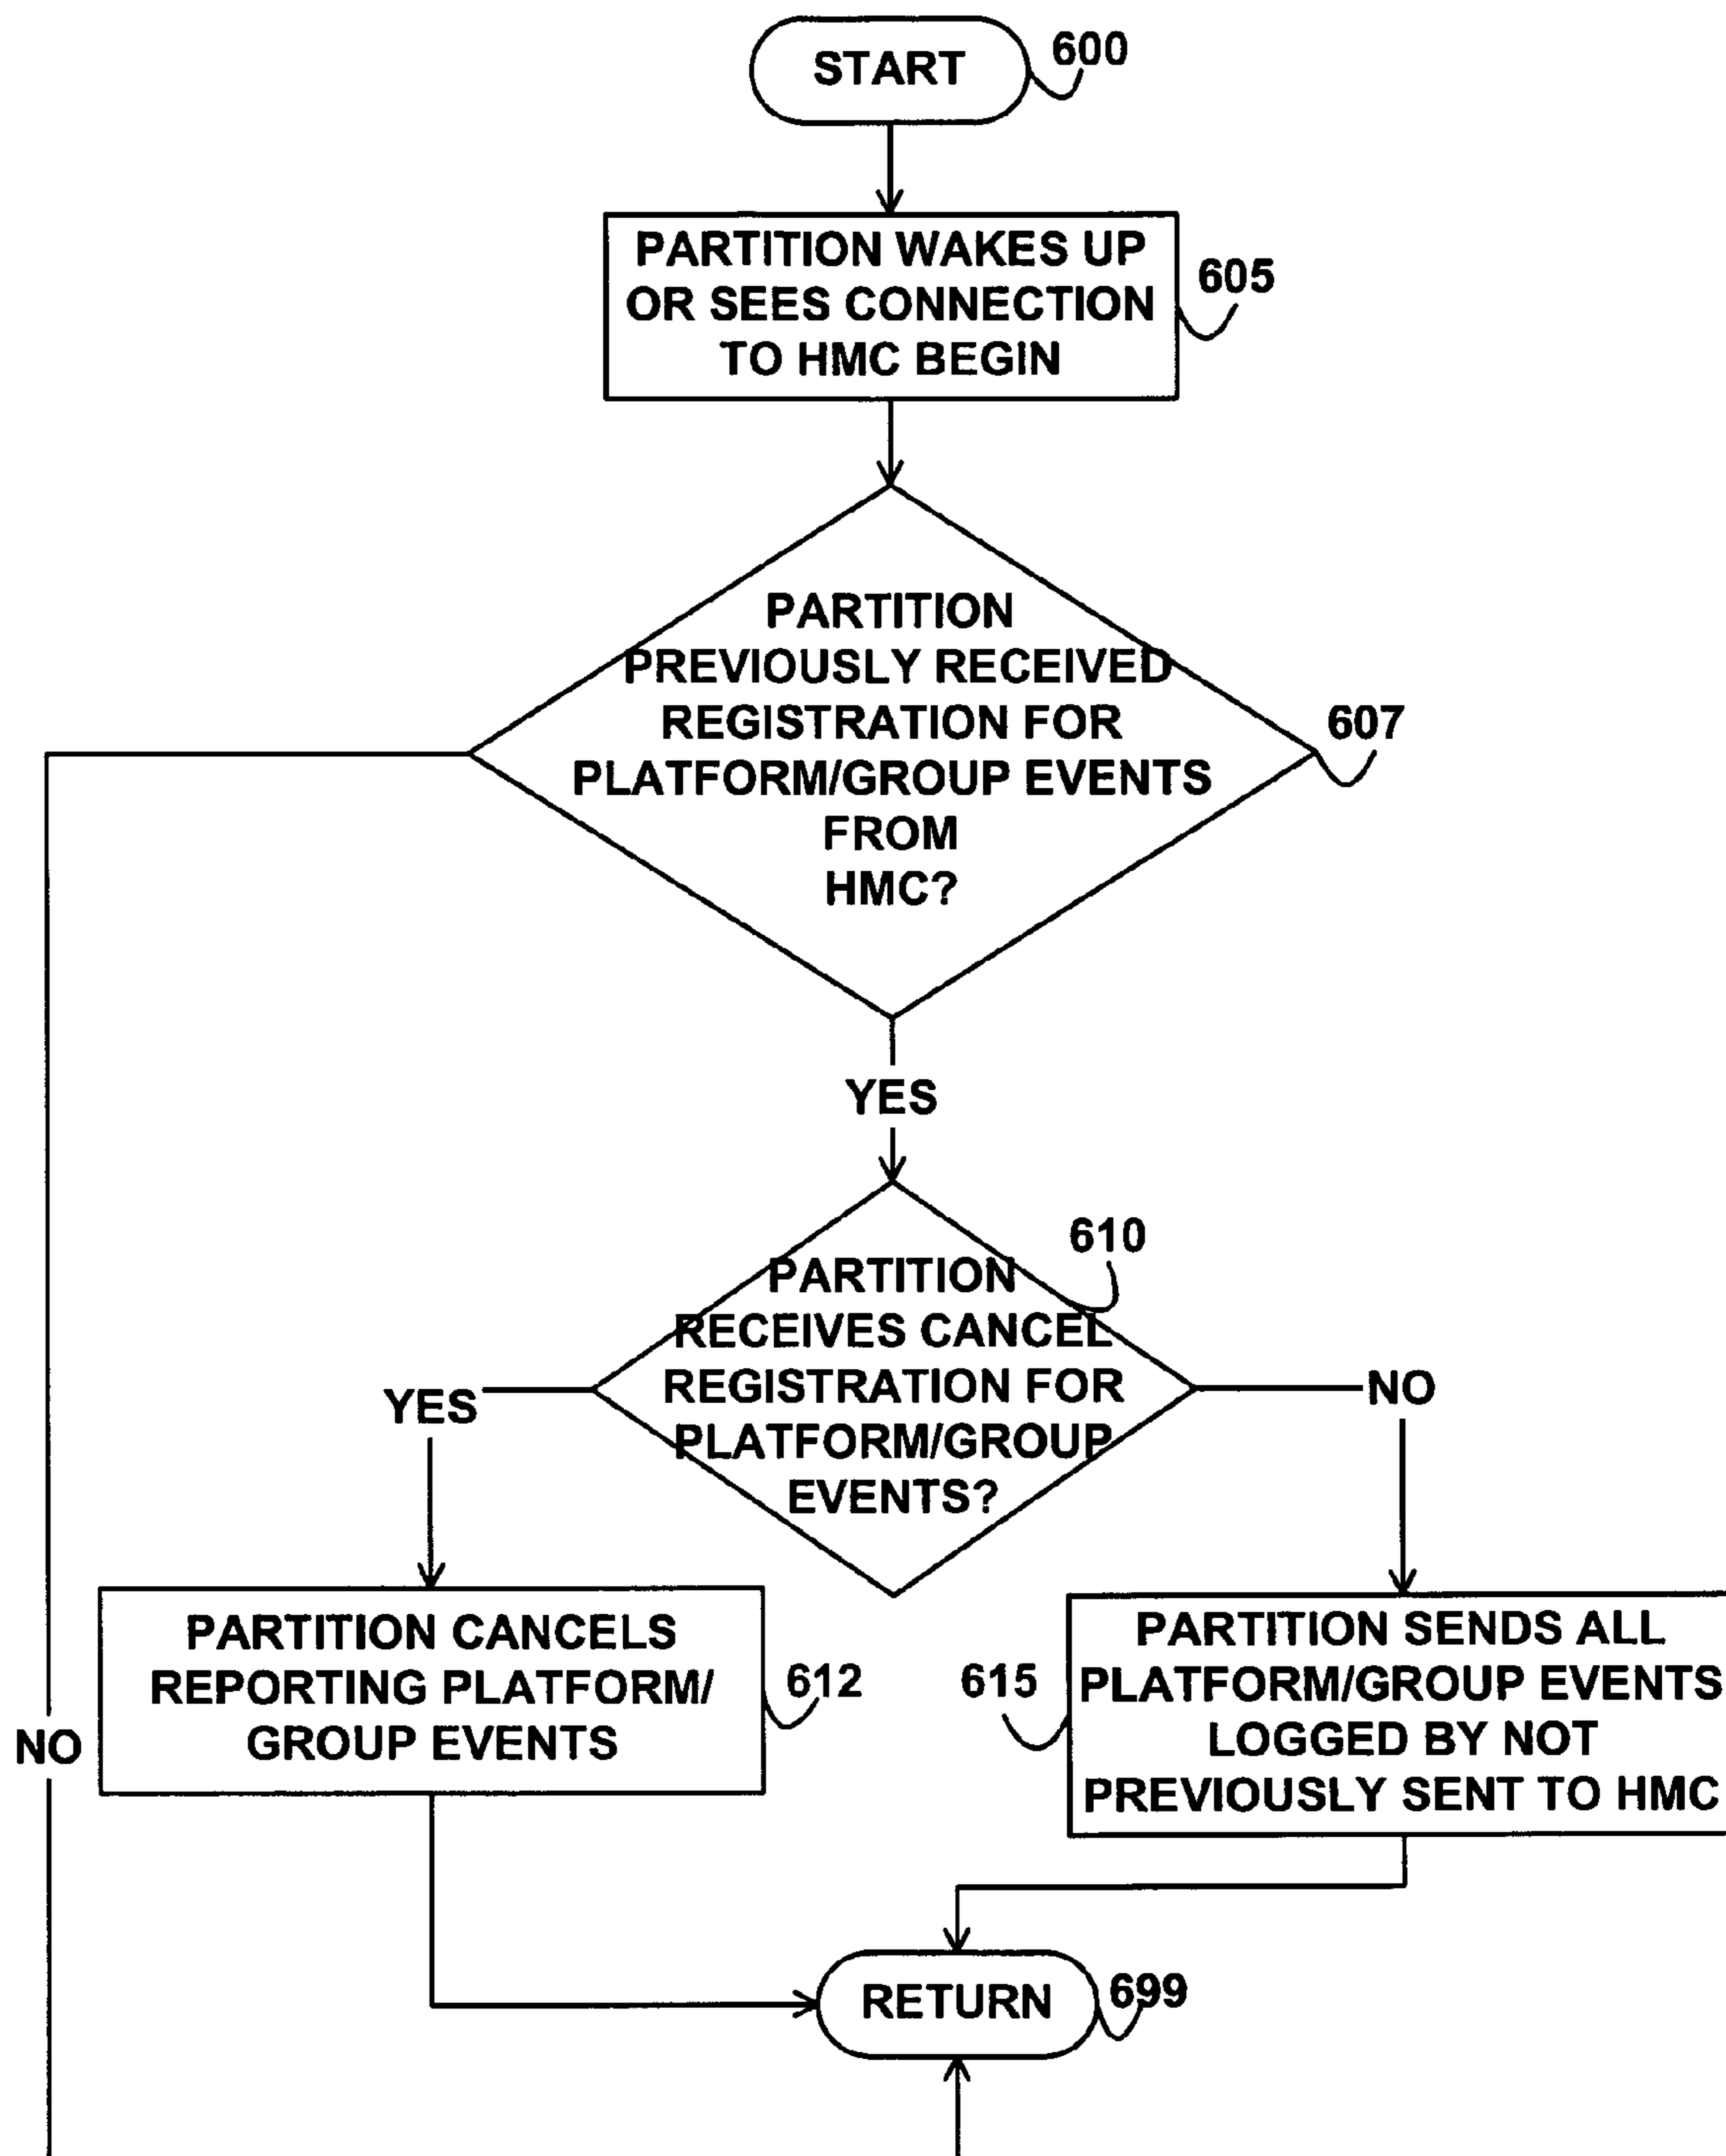 START
600
PARTITION WAKES UP
OR SEES CONNECTION
TO HMC BEGIN
605
PARTITION
PREVIOUSLY RECEIVED
REGISTRATION FOR
PLATFORM/GROUP EVENTS
FROM
HMC?
607
YES
610
PARTITION
RECEIVES CANCEL
REGISTRATION FOR
PLATFORM/GROUP
EVENTS?
YES
NO
PARTITION CANCELS
REPORTING PLATFORM/
GROUP EVENTS
612
615
PARTITION SENDS ALL
PLATFORM/GROUP EVENTS
LOGGED BY NOT
PREVIOUSLY SENT TO HMC
NO
RETURN
699